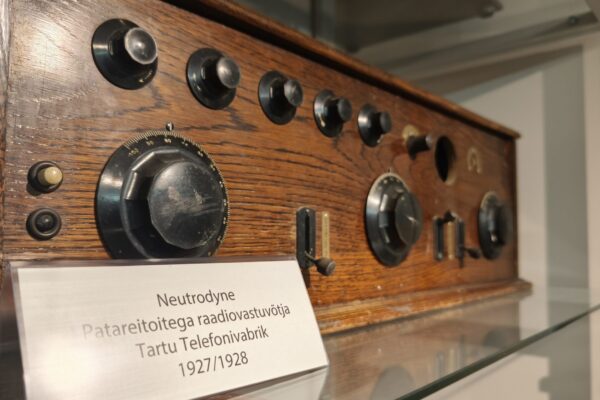 Neutrodyne
Patareitoitega raadiovastuvõtja
Tartu Telefonivabrik
1927/1928